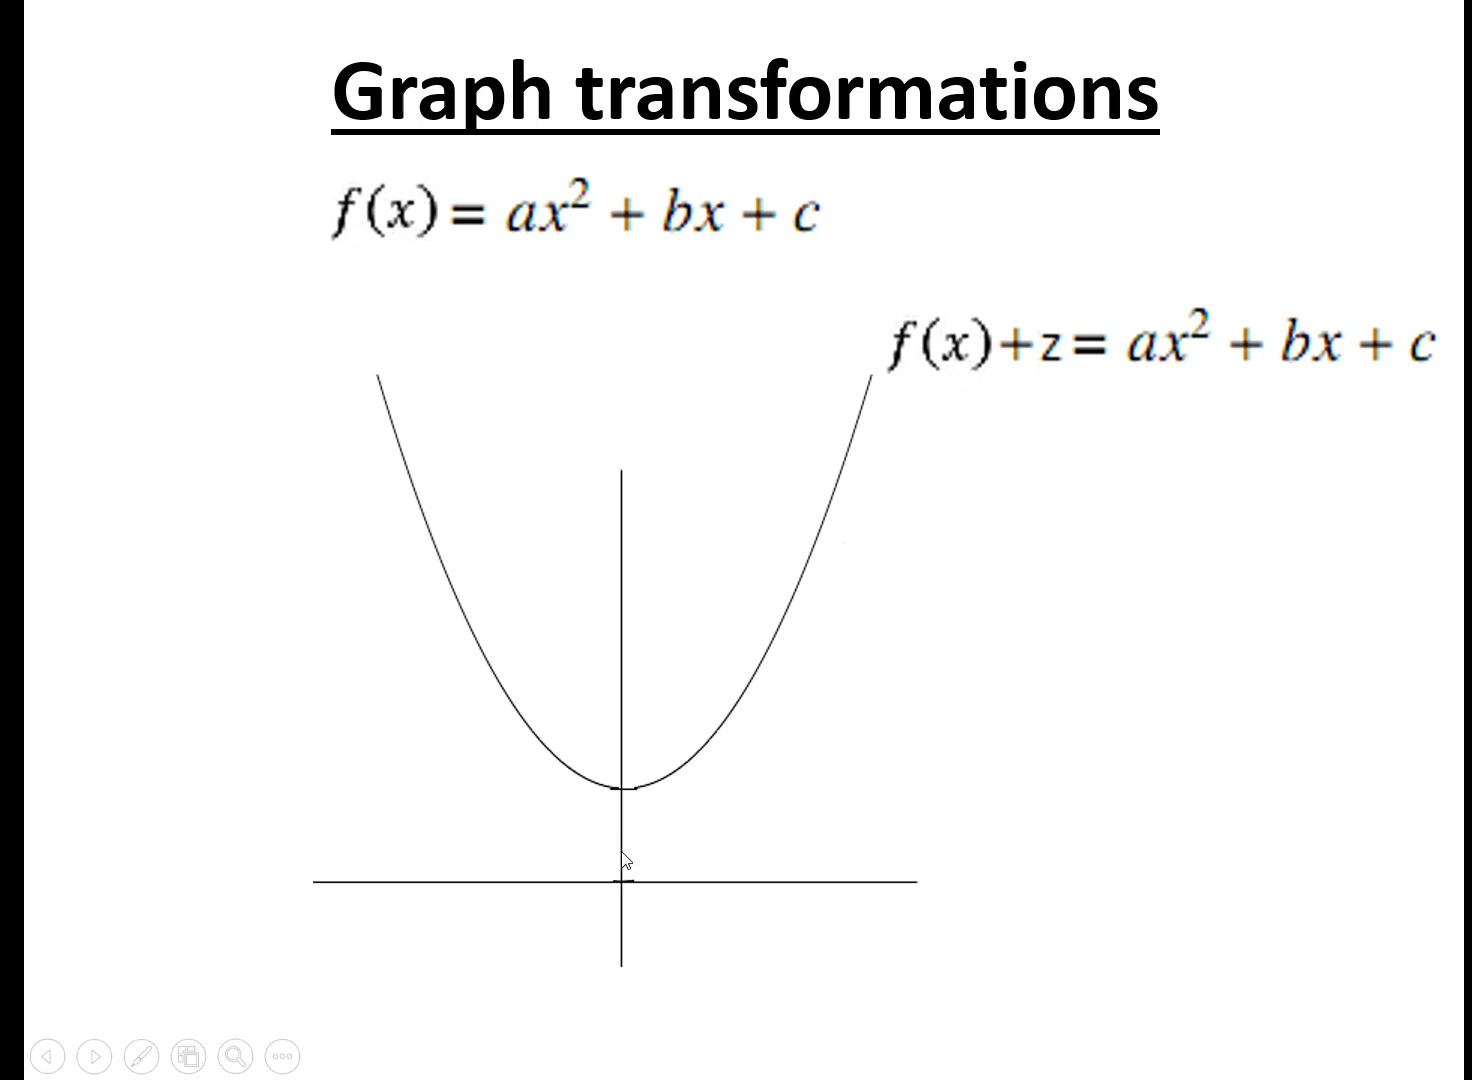 Graph transformations
f(x) = ax² + bx + c
f(x)+z = ax² + bx + c